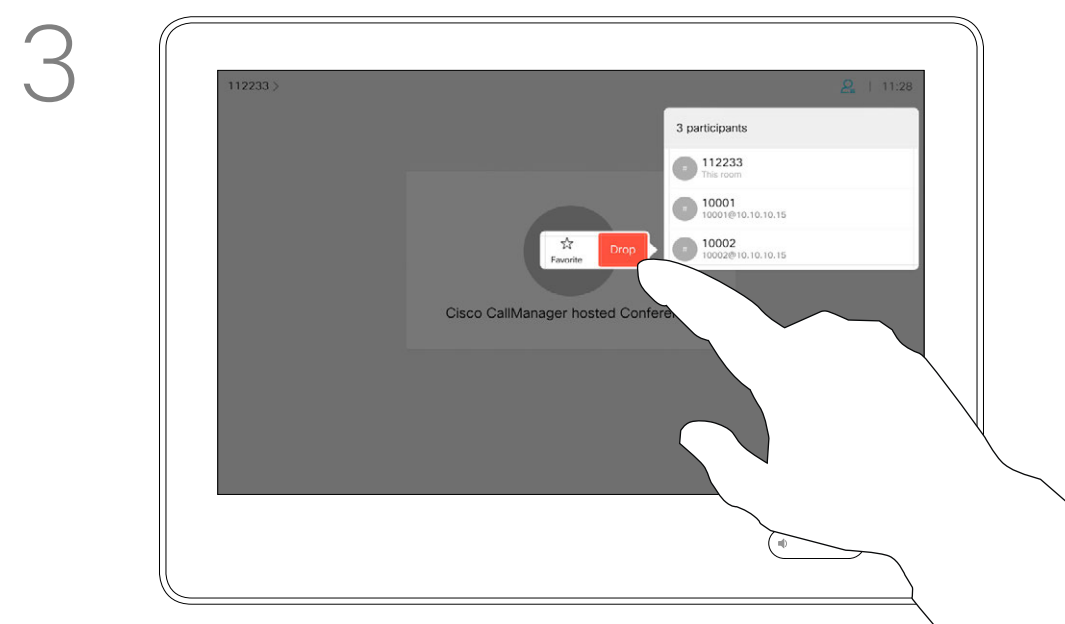 3
112233 >
| 11:28
3 participants
112233
This room
10001
10001@10.10.10.15
10002
10002@10.10.10.15
Favorite
Drop
Cisco CallManager hosted